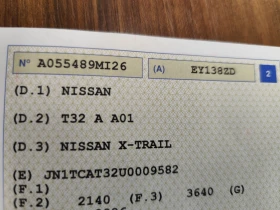 Nº A055489MI26 (A) EY138ZD 2
(D.1) NISSAN
(D.2) T32 A A01
(D.3) NISSAN X-TRAIL
(E) JN1TCAT32U0009582
(F.1)
(F.2) 2140 (F.3) 3640 (G)